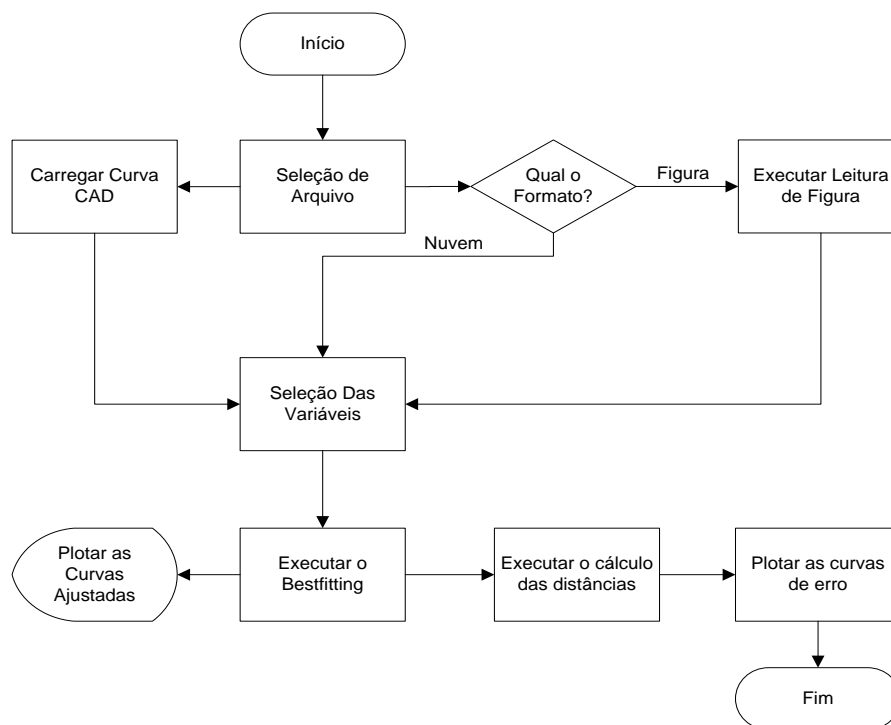 Início
Carregar Curva
CAD
Seleção de
Arquivo
Qual o
Formato?
Figura
Executar Leitura
de Figura
Nuvem
Seleção Das
Variáveis
Plotar as
Curvas
Ajustadas
Executar o
Bestfitting
Executar o cálculo
das distâncias
Plotar as curvas
de erro
Fim